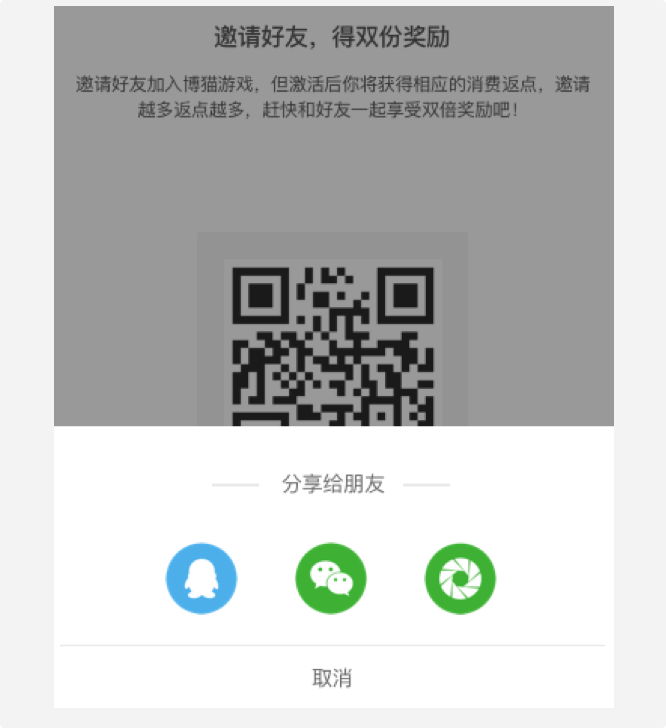 邀请好友，得双份奖励
邀请好友加入博猫游戏，但激活后你将获得相应的消费返点，邀请
越多返点越多，赶快和好友一起享受双倍奖励吧！
分享给朋友
取消